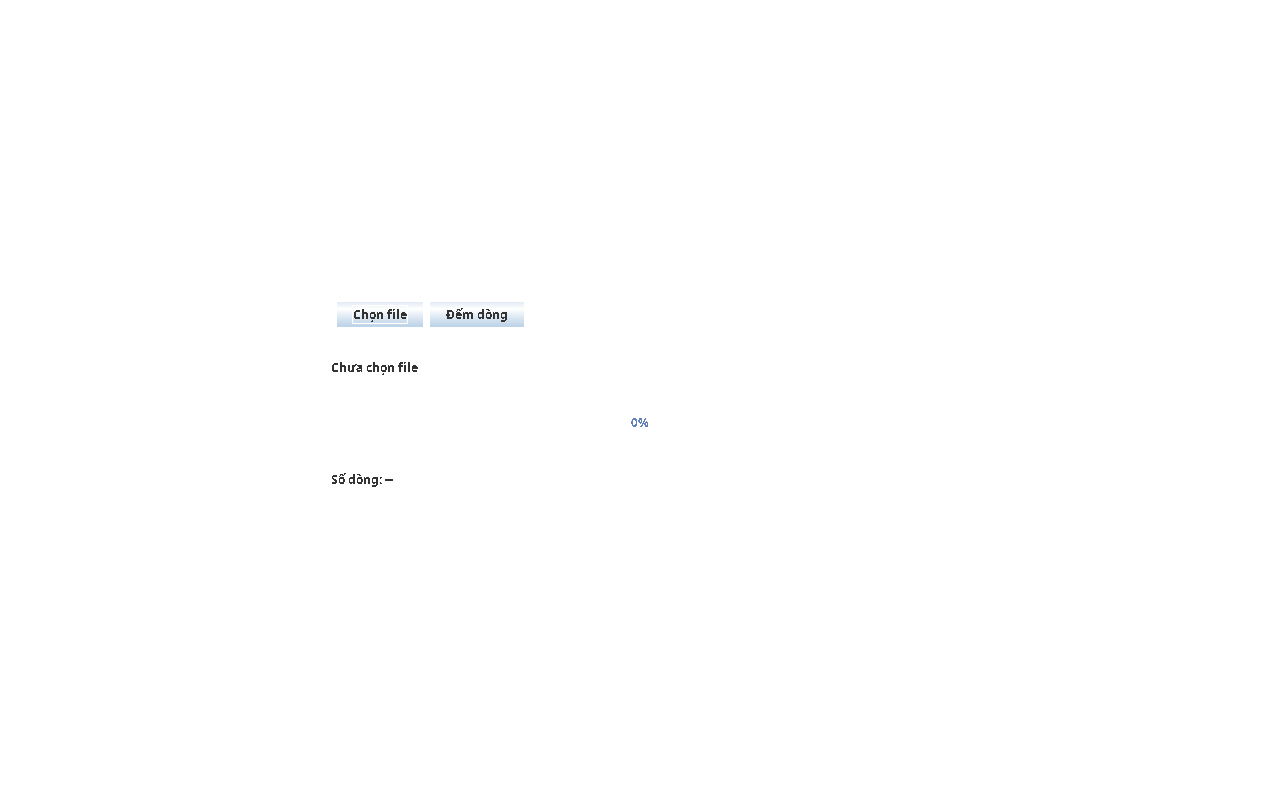 Chọn file Đếm dòng
Chưa chọn file
0%
Số dòng: —